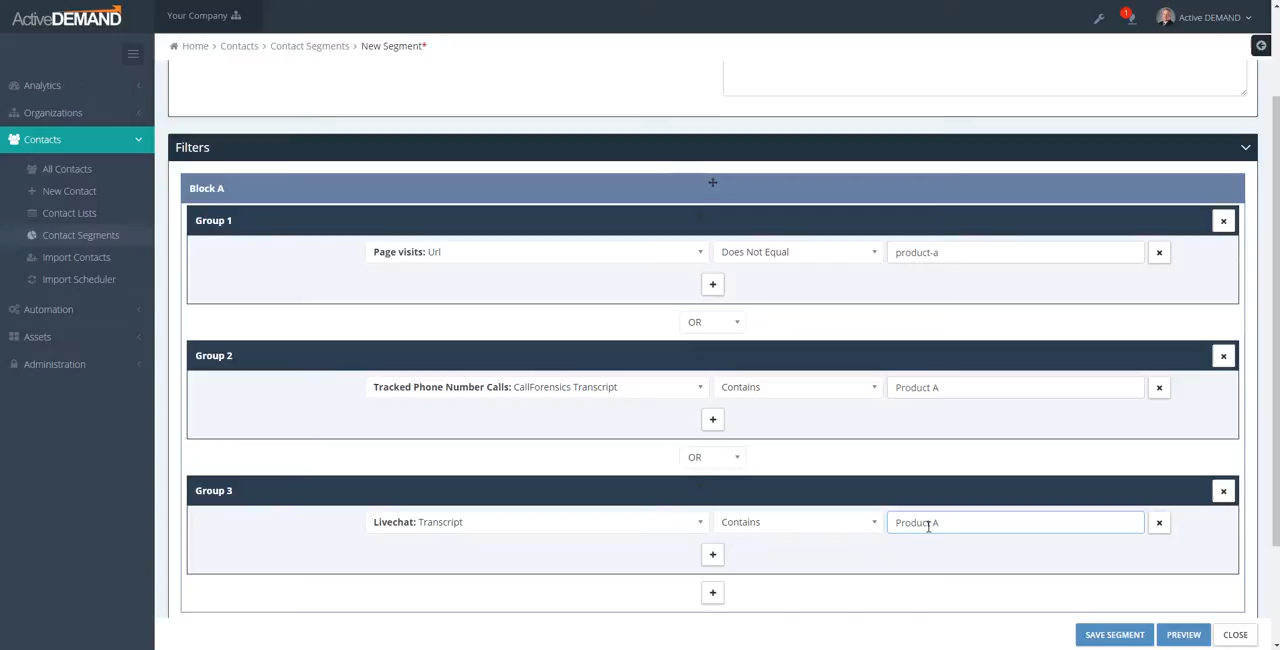 ActiveDEMAND
Your Company
1
Active DEMAND
Home > Contacts > Contact Segments > New Segment*
Analytics
Organizations
Contacts
All Contacts
New Contact
Contact Lists
Contact Segments
Import Contacts
Import Scheduler
Automation
Assets
Administration
Filters
Block A
Group 1
Page visits: Url Does Not Equal product-a
OR
Group 2
Tracked Phone Number Calls: CallForensics Transcript Contains Product A
OR
Group 3
Livechat: Transcript Contains Product A
SAVE SEGMENT PREVIEW CLOSE